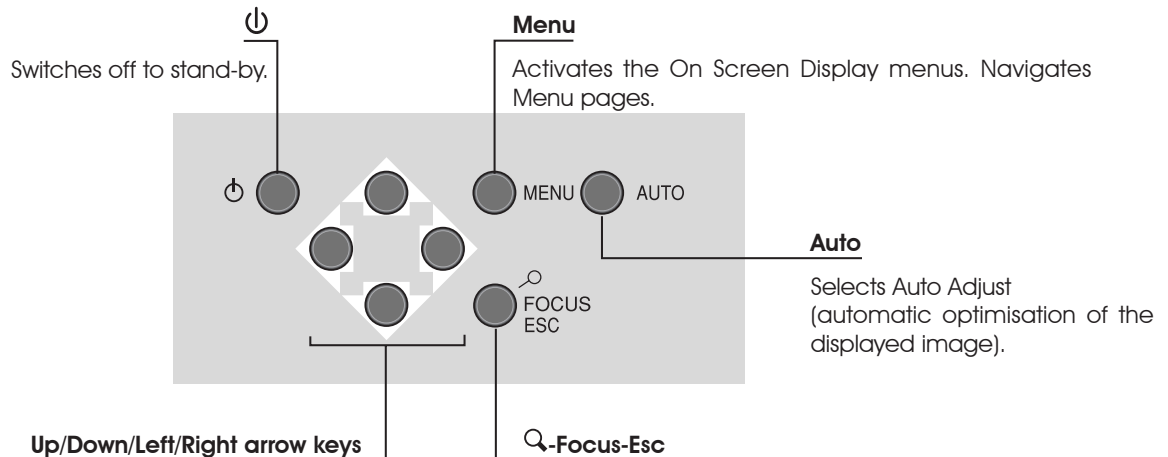 Menu
Switches off to stand-by.
Activates the On Screen Display menus. Navigates
Menu pages.
MENU
AUTO
Auto
FOCUS
ESC
Selects Auto Adjust
(automatic optimisation of the
displayed image).
Up/Down/Left/Right arrow keys
-Focus-Esc